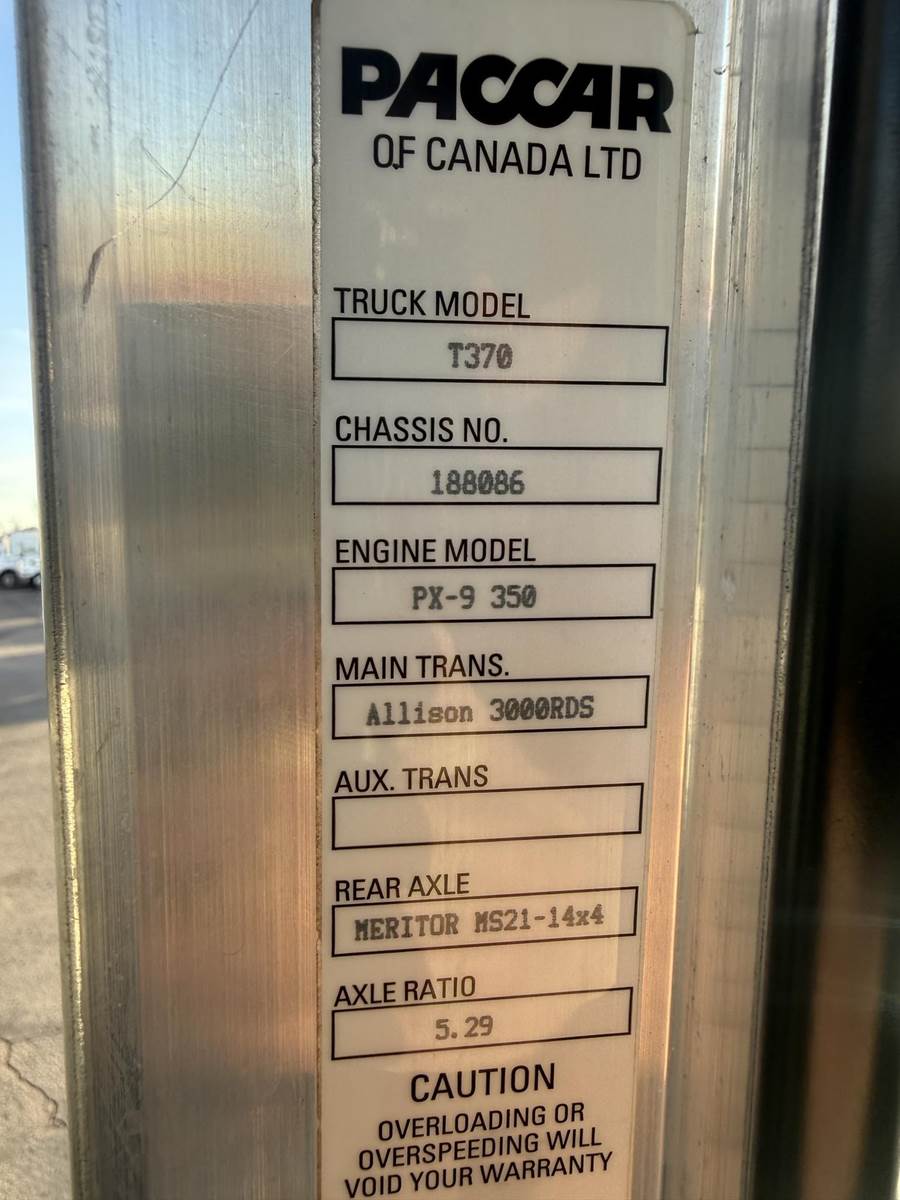 PACCAR
OF CANADA LTD
TRUCK MODEL
T370
CHASSIS NO.
188086
ENGINE MODEL
PX-9 350
MAIN TRANS.
Allison 3000RDS
AUX. TRANS
REAR AXLE
MERITOR MS21-14x4
AXLE RATIO
5.29
CAUTION
OVERLOADING OR
OVERSPEEDING WILL
VOID YOUR WARRANTY